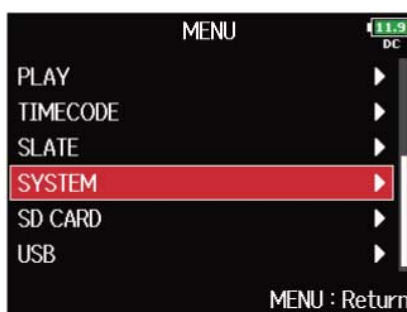 MENU
11.9
DC
PLAY
TIMECODE
SLATE
SYSTEM
SD CARD
USB
MENU : Return